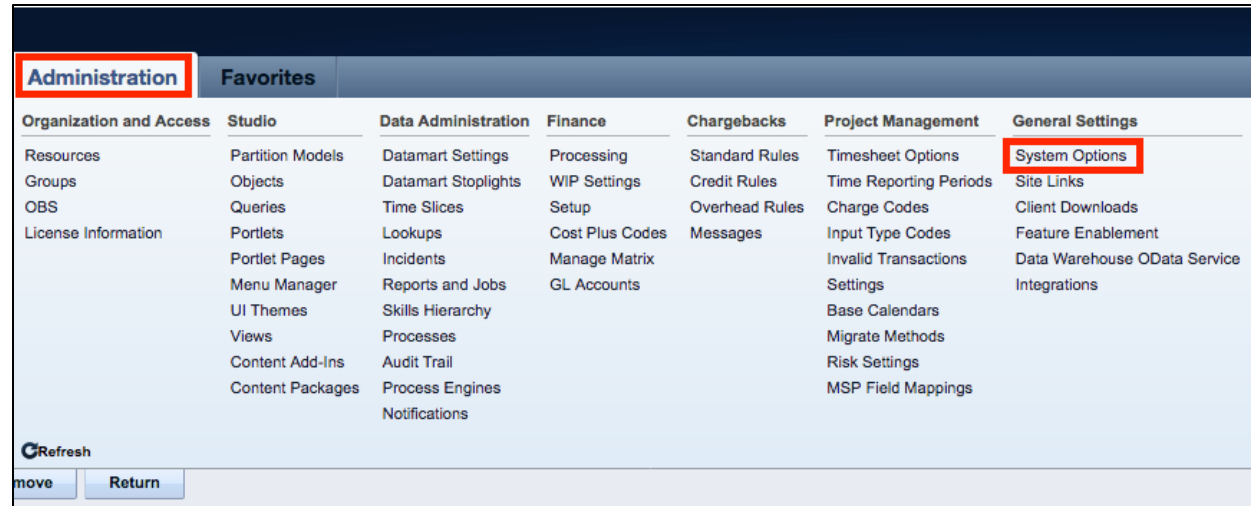 Administration Favorites
Organization and Access Studio Data Administration Finance Chargebacks Project Management General Settings
Resources Partition Models Datamart Settings Processing Standard Rules Timesheet Options System Options
Groups Objects Datamart Stoplights WIP Settings Credit Rules Time Reporting Periods Site Links
OBS Queries Time Slices Setup Overhead Rules Charge Codes Client Downloads
License Information Portlets Lookups Cost Plus Codes Messages Input Type Codes Feature Enablement
Portlet Pages Incidents Manage Matrix Invalid Transactions Data Warehouse OData Service
Menu Manager Reports and Jobs GL Accounts Settings Integrations
UI Themes Skills Hierarchy Base Calendars
Views Processes Migrate Methods
Content Add-Ins Audit Trail Risk Settings
Content Packages Process Engines MSP Field Mappings
Notifications
Refresh
move Return